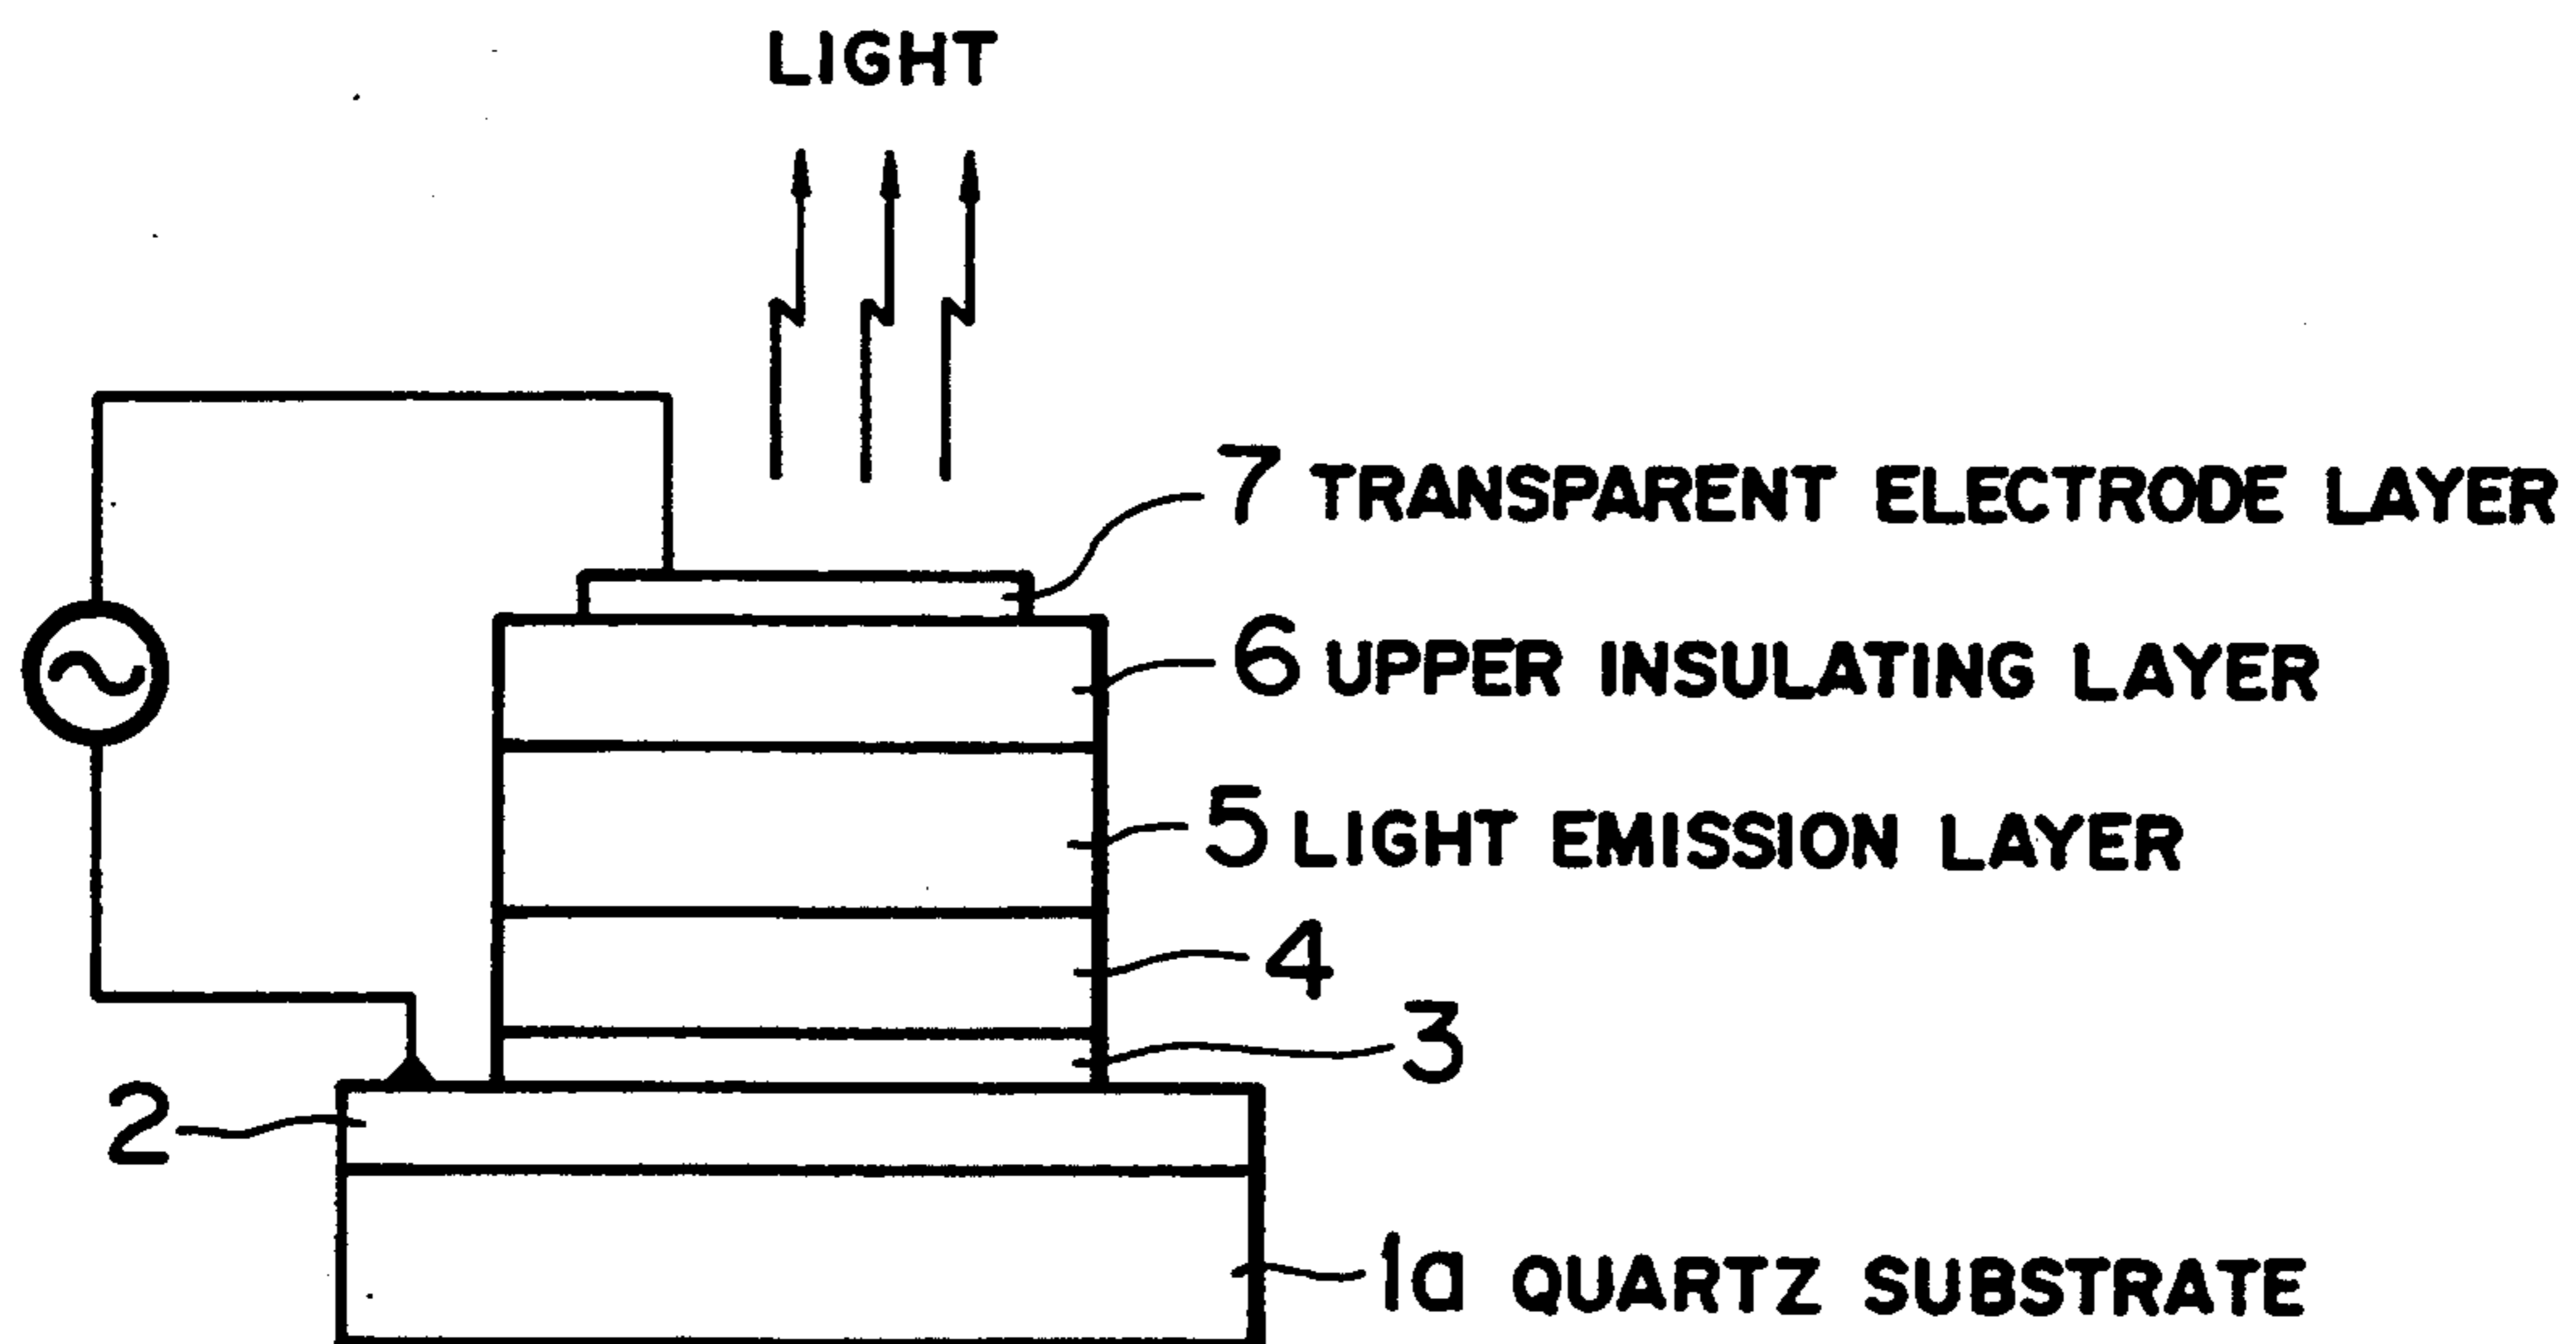 LIGHT
7 TRANSPARENT ELECTRODE LAYER
6 UPPER INSULATING LAYER
5 LIGHT EMISSION LAYER
4
3
2
1a QUARTZ SUBSTRATE